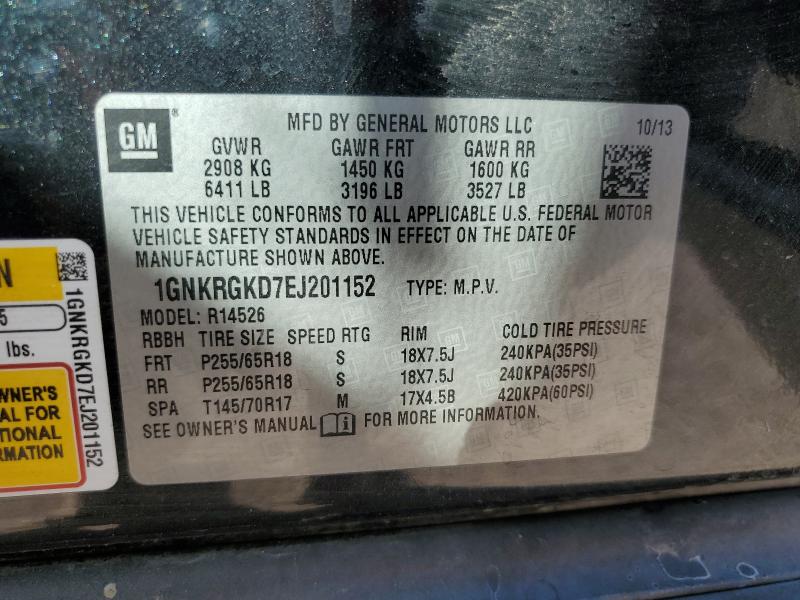 GM
MFD BY GENERAL MOTORS LLC 10/13
GVWR GAWR FRT GAWR RR
2908 KG 1450 KG 1600 KG
6411 LB 3196 LB 3527 LB
THIS VEHICLE CONFORMS TO ALL APPLICABLE U.S. FEDERAL MOTOR
VEHICLE SAFETY STANDARDS IN EFFECT ON THE DATE OF
MANUFACTURE SHOWN ABOVE.
1GNKRGKD7EJ201152 TYPE: M.P.V.
MODEL: R14526
RBBH TIRE SIZE SPEED RTG RIM COLD TIRE PRESSURE
FRT P255/65R18 S 18X7.5J 240KPA(35PSI)
RR P255/65R18 S 18X7.5J 240KPA(35PSI)
SPA T145/70R17 M 17X4.5B 420KPA(60PSI)
SEE OWNER'S MANUAL FOR MORE INFORMATION.
N
5
lbs.
WNER'S
AL FOR
TIONAL
RMATION
1GNKRGKD7EJ201152